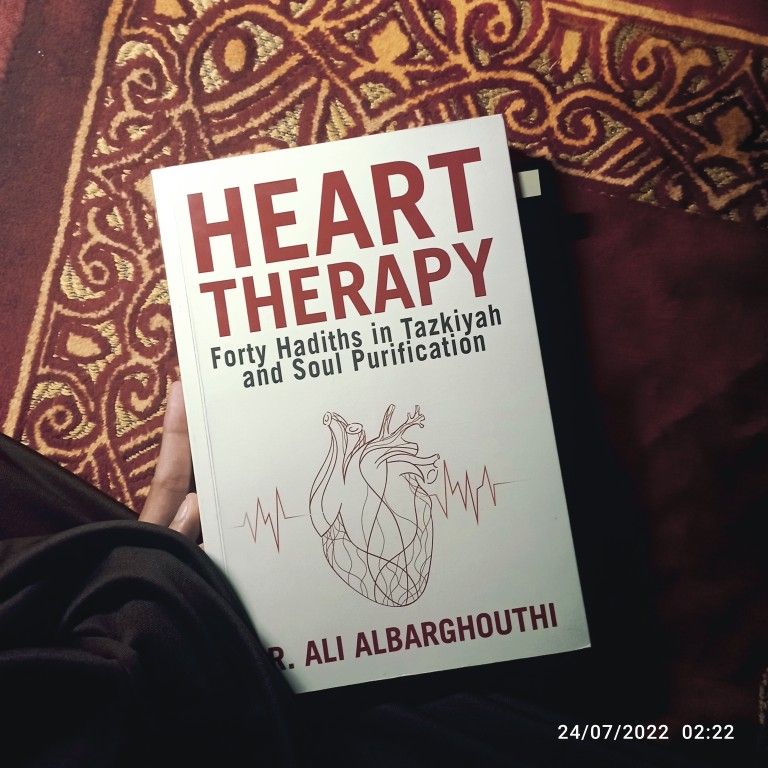 HEART
THERAPY
Forty Hadiths in Tazkiyah
and Soul Purification
R. ALI ALBARGHOUTHI
24/07/2022 02:22